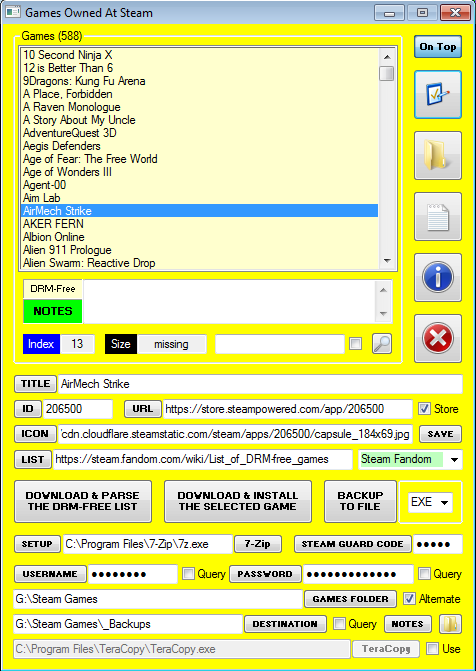 Games Owned At Steam
Games (588)
On Top
10 Second Ninja X
12 is Better Than 6
9Dragons: Kung Fu Arena
A Place, Forbidden
A Raven Monologue
A Story About My Uncle
AdventureQuest 3D
Aegis Defenders
Age of Fear: The Free World
Age of Wonders III
Agent-00
Aim Lab
AirMech Strike
AKER FERN
Albion Online
Alien 911 Prologue
Alien Swarm: Reactive Drop
DRM-Free
NOTES
Index 13 Size missing
TITLE AirMech Strike
ID 206500 URL https://store.steampowered.com/app/206500 Store
ICON 'cdn.cloudflare.steamstatic.com/steam/apps/206500/capsule_184x69.jpg SAVE
LIST https://steam.fandom.com/wiki/List_of_DRM-free_games Steam Fandom
DOWNLOAD & PARSE THE DRM-FREE LIST
DOWNLOAD & INSTALL THE SELECTED GAME
BACKUP TO FILE
EXE
SETUP C:\Program Files\7-Zip\7z.exe 7-Zip STEAM GUARD CODE •••••
USERNAME •••••••• Query PASSWORD ••••••••••••• Query
G:\Steam Games GAMES FOLDER Alternate
G:\Steam Games\_Backups DESTINATION Query NOTES
C:\Program Files\TeraCopy\TeraCopy.exe TeraCopy Use